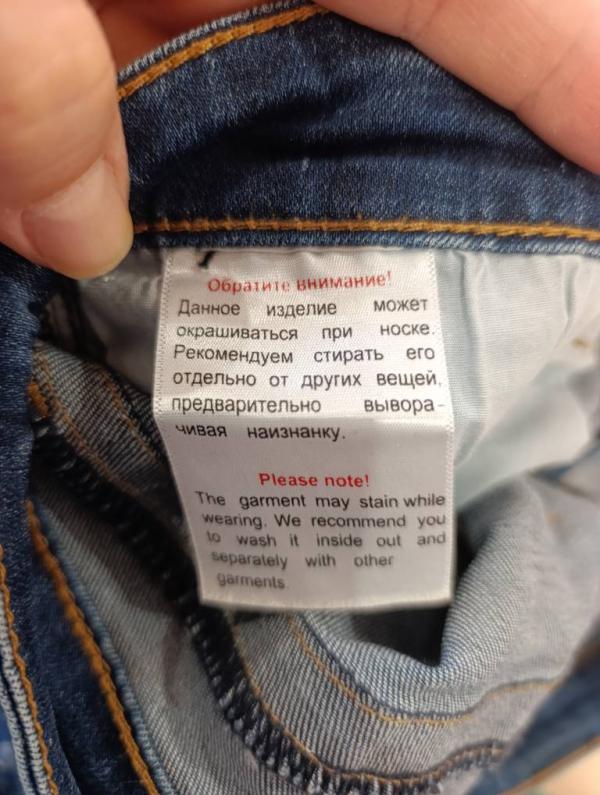 Обратите внимание!
Данное изделие может
окрашиваться при носке.
Рекомендуем стирать его
отдельно от других вещей,
предварительно вывора-
чивая наизнанку.
Please note!
The garment may stain while
wearing. We recommend you
to wash it inside out and
separately with other
garments.